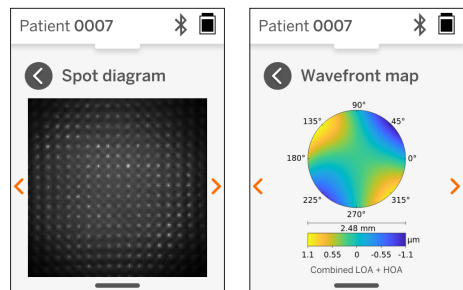 Patient 0007
Spot diagram
Patient 0007
Wavefront map
90°
135° 45°
180° 0°
225° 315°
270°
2.48 mm
μm
1.1 0.55 0 -0.55 -1.1
Combined LOA + HOA